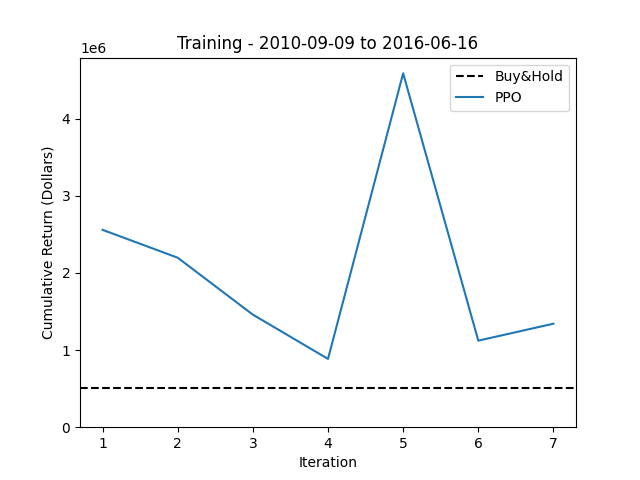 Training - 2010-09-09 to 2016-06-16
1e6
Buy&Hold
PPO
Cumulative Return (Dollars)
4
3
2
1
0
1 2 3 4 5 6 7
Iteration